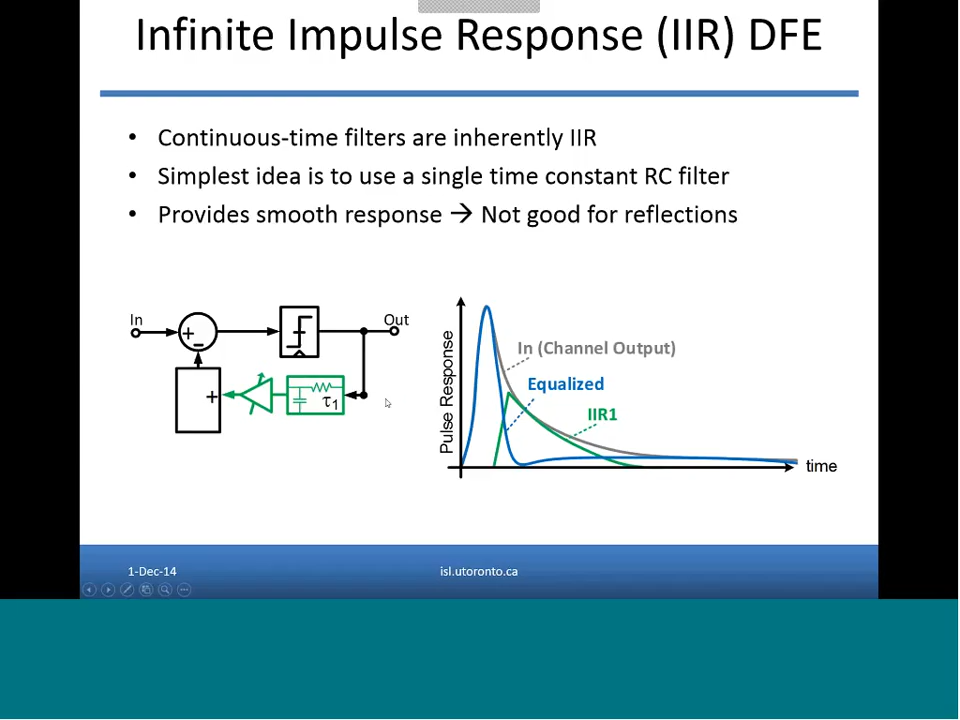 Infinite Impulse Response (IIR) DFE
• Continuous-time filters are inherently IIR
• Simplest idea is to use a single time constant RC filter
• Provides smooth response → Not good for reflections
In
Out
+
−
+
τ1
Pulse Response
In (Channel Output)
Equalized
IIR1
time
1-Dec-14
isl.utoronto.ca